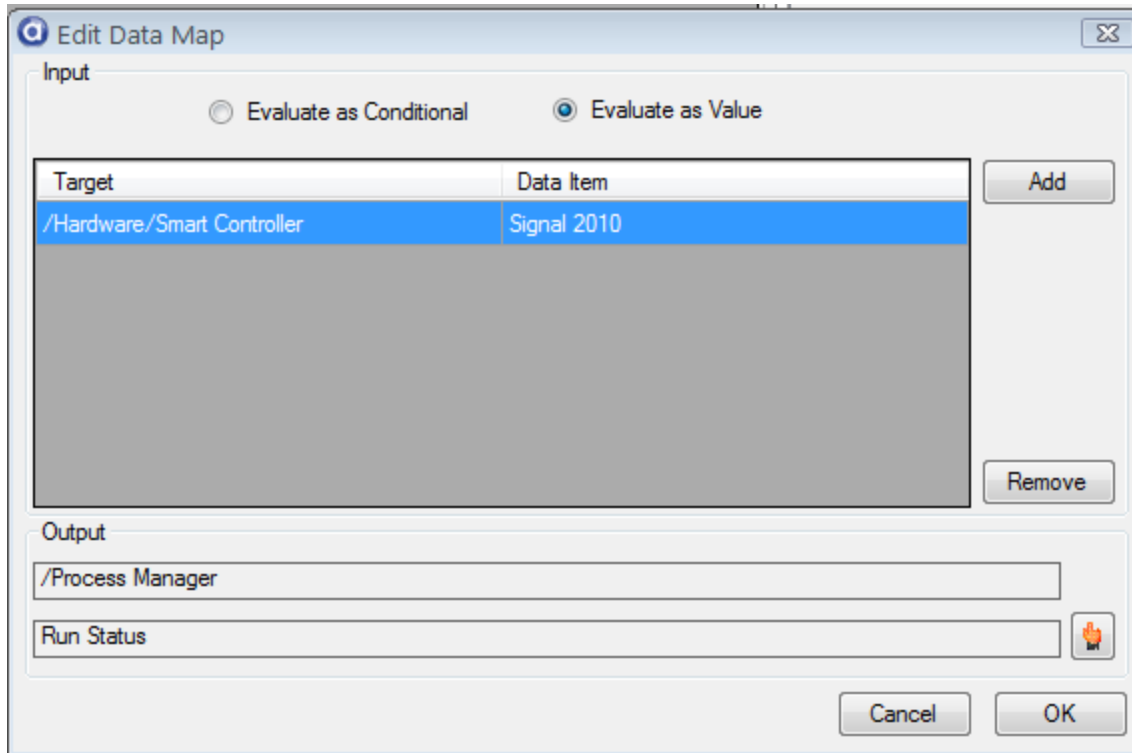 Edit Data Map
Input
Evaluate as Conditional Evaluate as Value
Target Data Item Add
/Hardware/Smart Controller Signal 2010
Remove
Output
/Process Manager
Run Status
Cancel OK